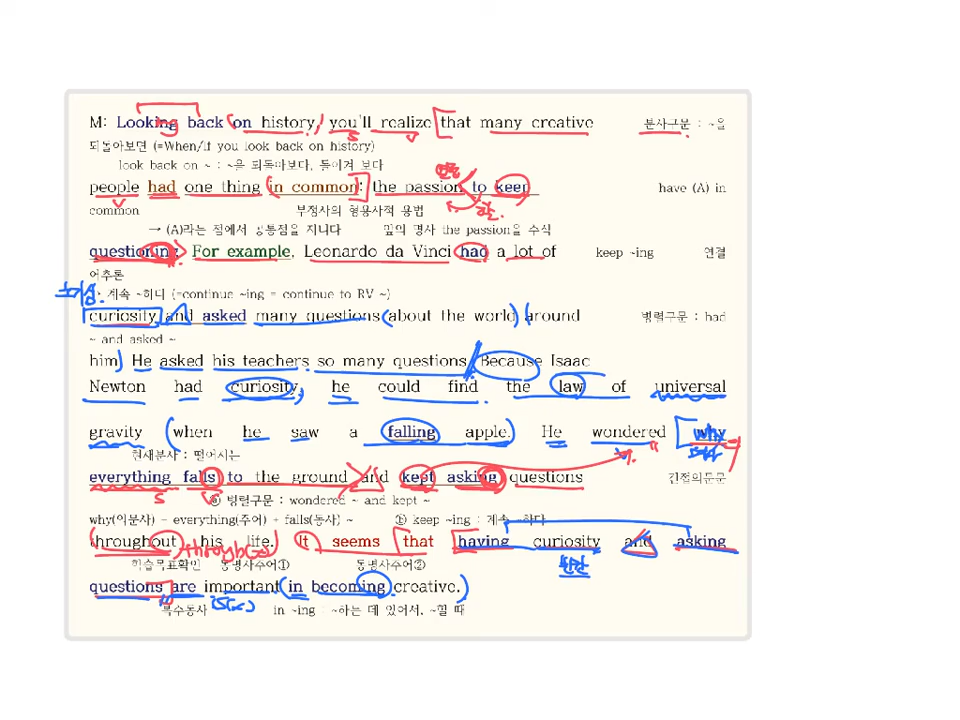 M: Looking back on history, you'll realize that many creative 분사구문 : ~을
되돌아보면 (=When/If you look back on history)
look back on ~ : ~을 되돌아보다, 돌이켜 보다
people had one thing in common: the passion to keep have (A) in
common 부정사의 형용사적 용법
→ (A)라는 점에서 공통점을 지니다 앞의 명사 the passion을 수식
questioning. For example, Leonardo da Vinci had a lot of keep ~ing 연결
어추론
계속 ~하다 (=continue ~ing = continue to RV ~)
호기심.
curiosity and asked many questions (about the world) (around 병렬구문 : had
~ and asked ~
him) He asked his teachers so many questions. Because Isaac
Newton had curiosity, he could find the law of universal
gravity (when he saw a falling apple.) He wondered why
현재분사 : 떨어지는
everything falls to the ground and kept asking questions 간접의문문
ⓐ 병렬구문 : wondered ~ and kept ~
why(의문사) - everything(주어) + falls(동사) ~ ⓑ keep ~ing : 계속 ~하다
throughout his life. It seems that having curiosity and asking
학습목표확인 동명사주어① 동명사주어②
questions are important (in becoming creative.)
복수동사 in ~ing : ~하는 데 있어서, ~할 때